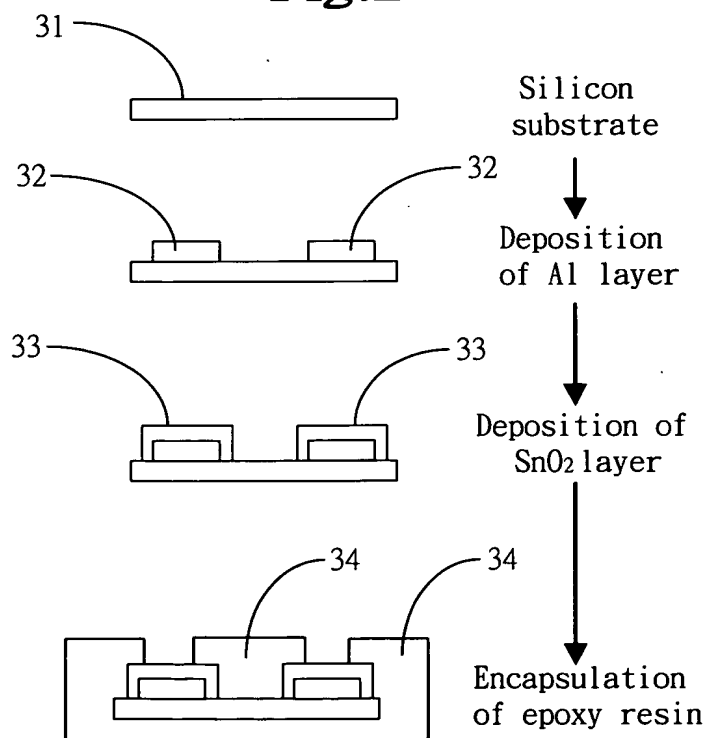 31
Silicon
substrate
32
32
Deposition
of Al layer
33
33
Deposition of
SnO₂ layer
34
34
Encapsulation
of epoxy resin